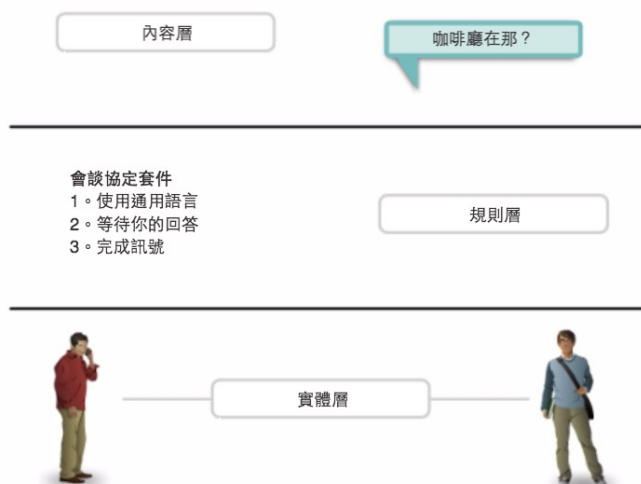 內容層
咖啡廳在那？
會談協定套件
1。使用通用語言
2。等待你的回答
3。完成訊號
規則層
實體層